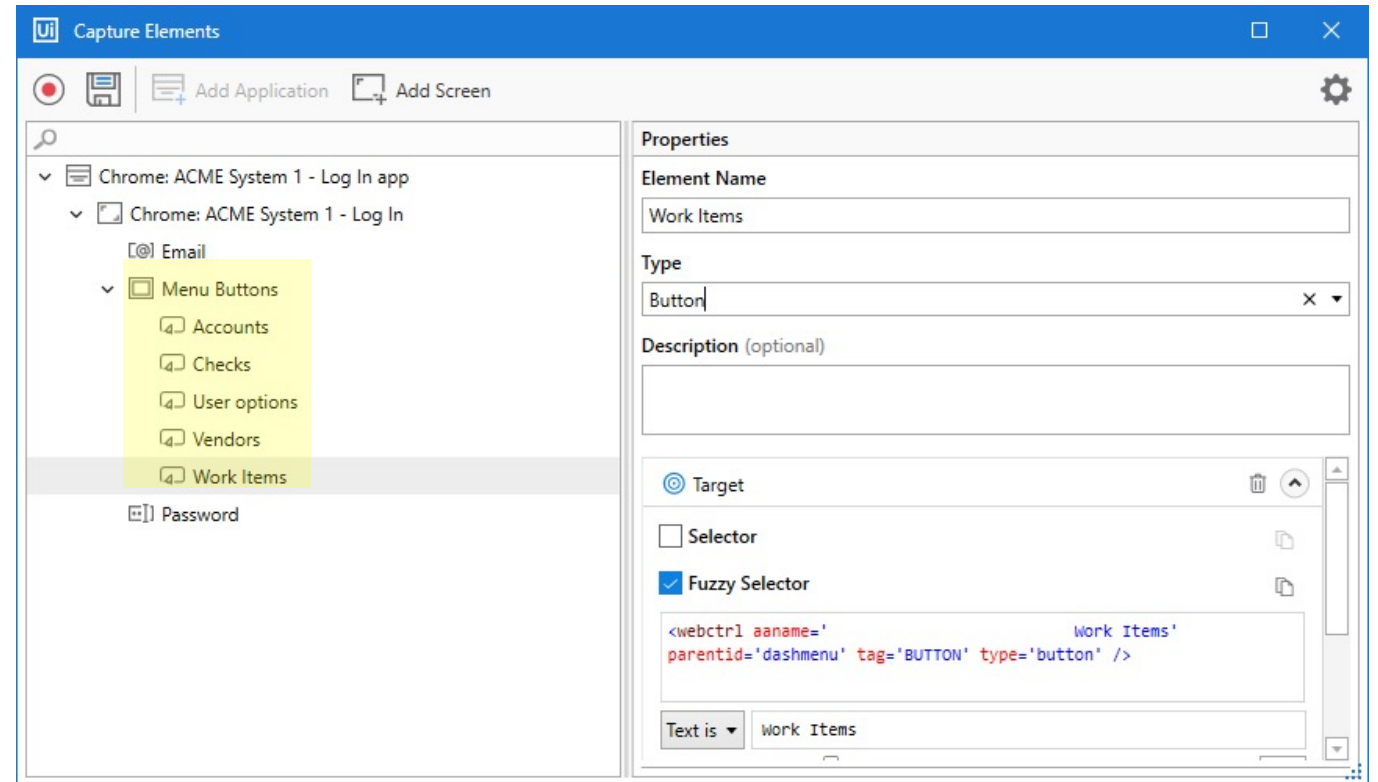 Ui Capture Elements
Add Application Add Screen
Chrome: ACME System 1 - Log In app
Chrome: ACME System 1 - Log In
Email
Menu Buttons
Accounts
Checks
User options
Vendors
Work Items
Password
Properties
Element Name
Work Items
Type
Button
Description (optional)
Target
Selector
Fuzzy Selector
<webctrl aaname=' Work Items'
parentid='dashmenu' tag='BUTTON' type='button' />
Text is Work Items